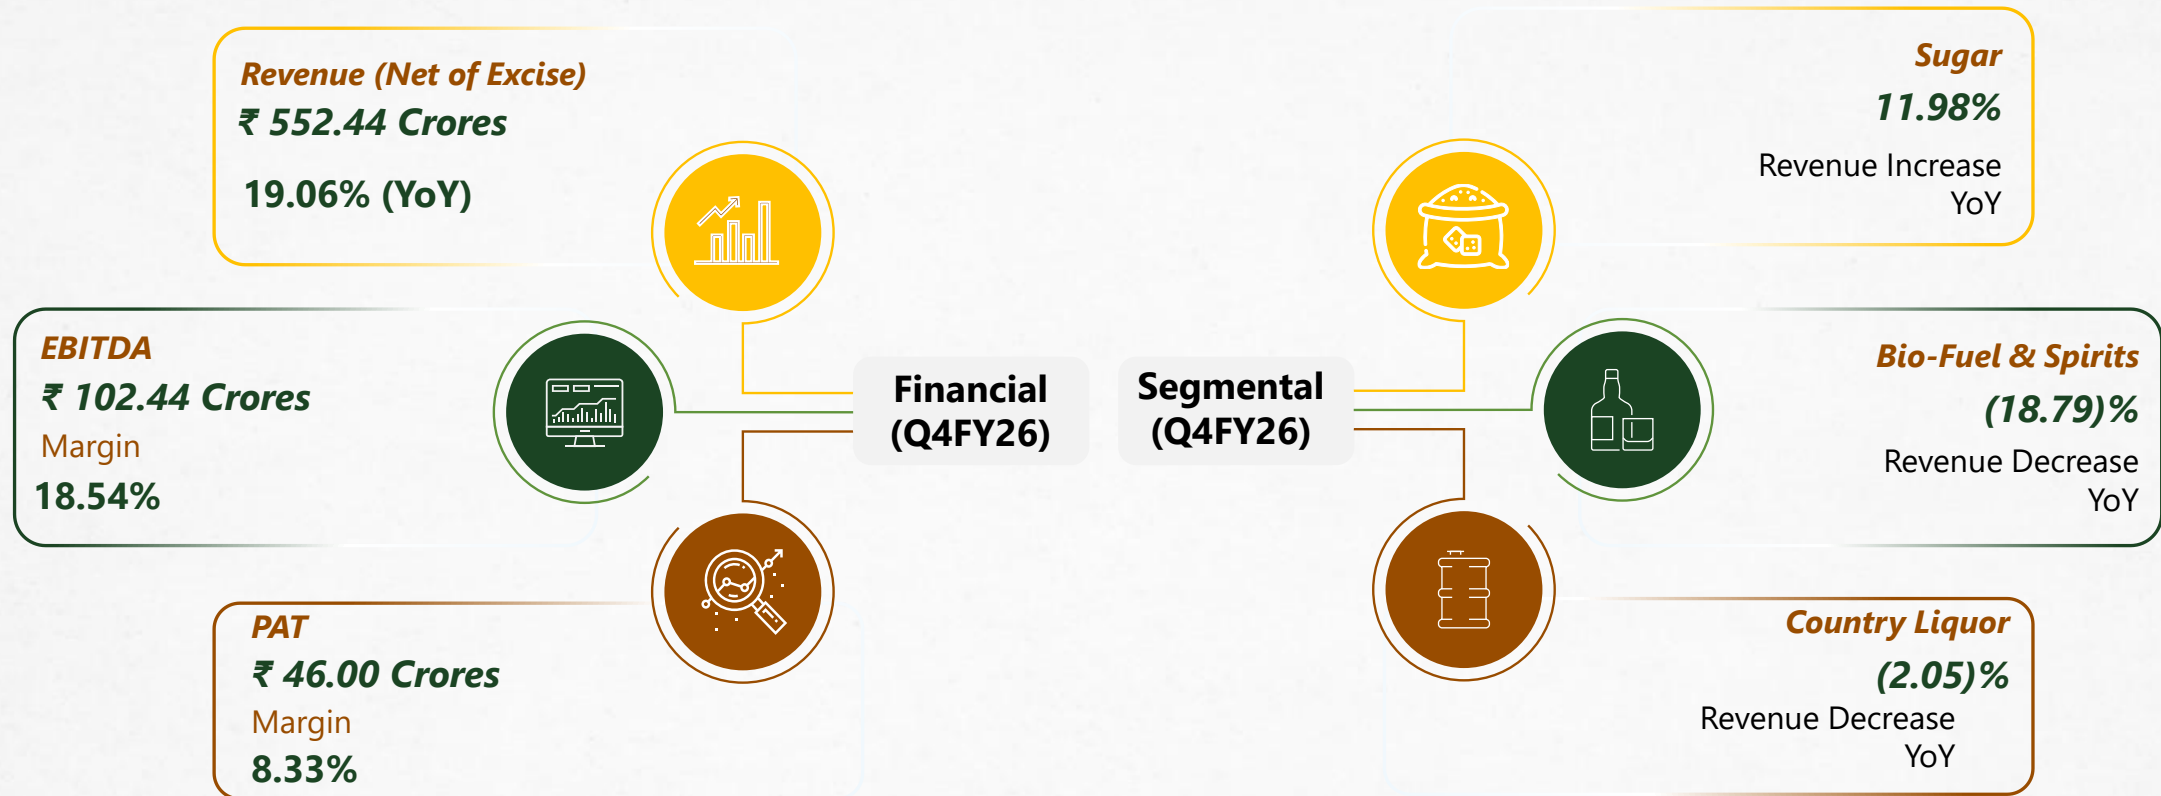 Revenue (Net of Excise)
₹ 552.44 Crores
19.06% (YoY)
EBITDA
₹ 102.44 Crores
Margin
18.54%
PAT
₹ 46.00 Crores
Margin
8.33%
Financial
(Q4FY26)
Segmental
(Q4FY26)
Sugar
11.98%
Revenue Increase
YoY
Bio-Fuel & Spirits
(18.79)%
Revenue Decrease
YoY
Country Liquor
(2.05)%
Revenue Decrease
YoY